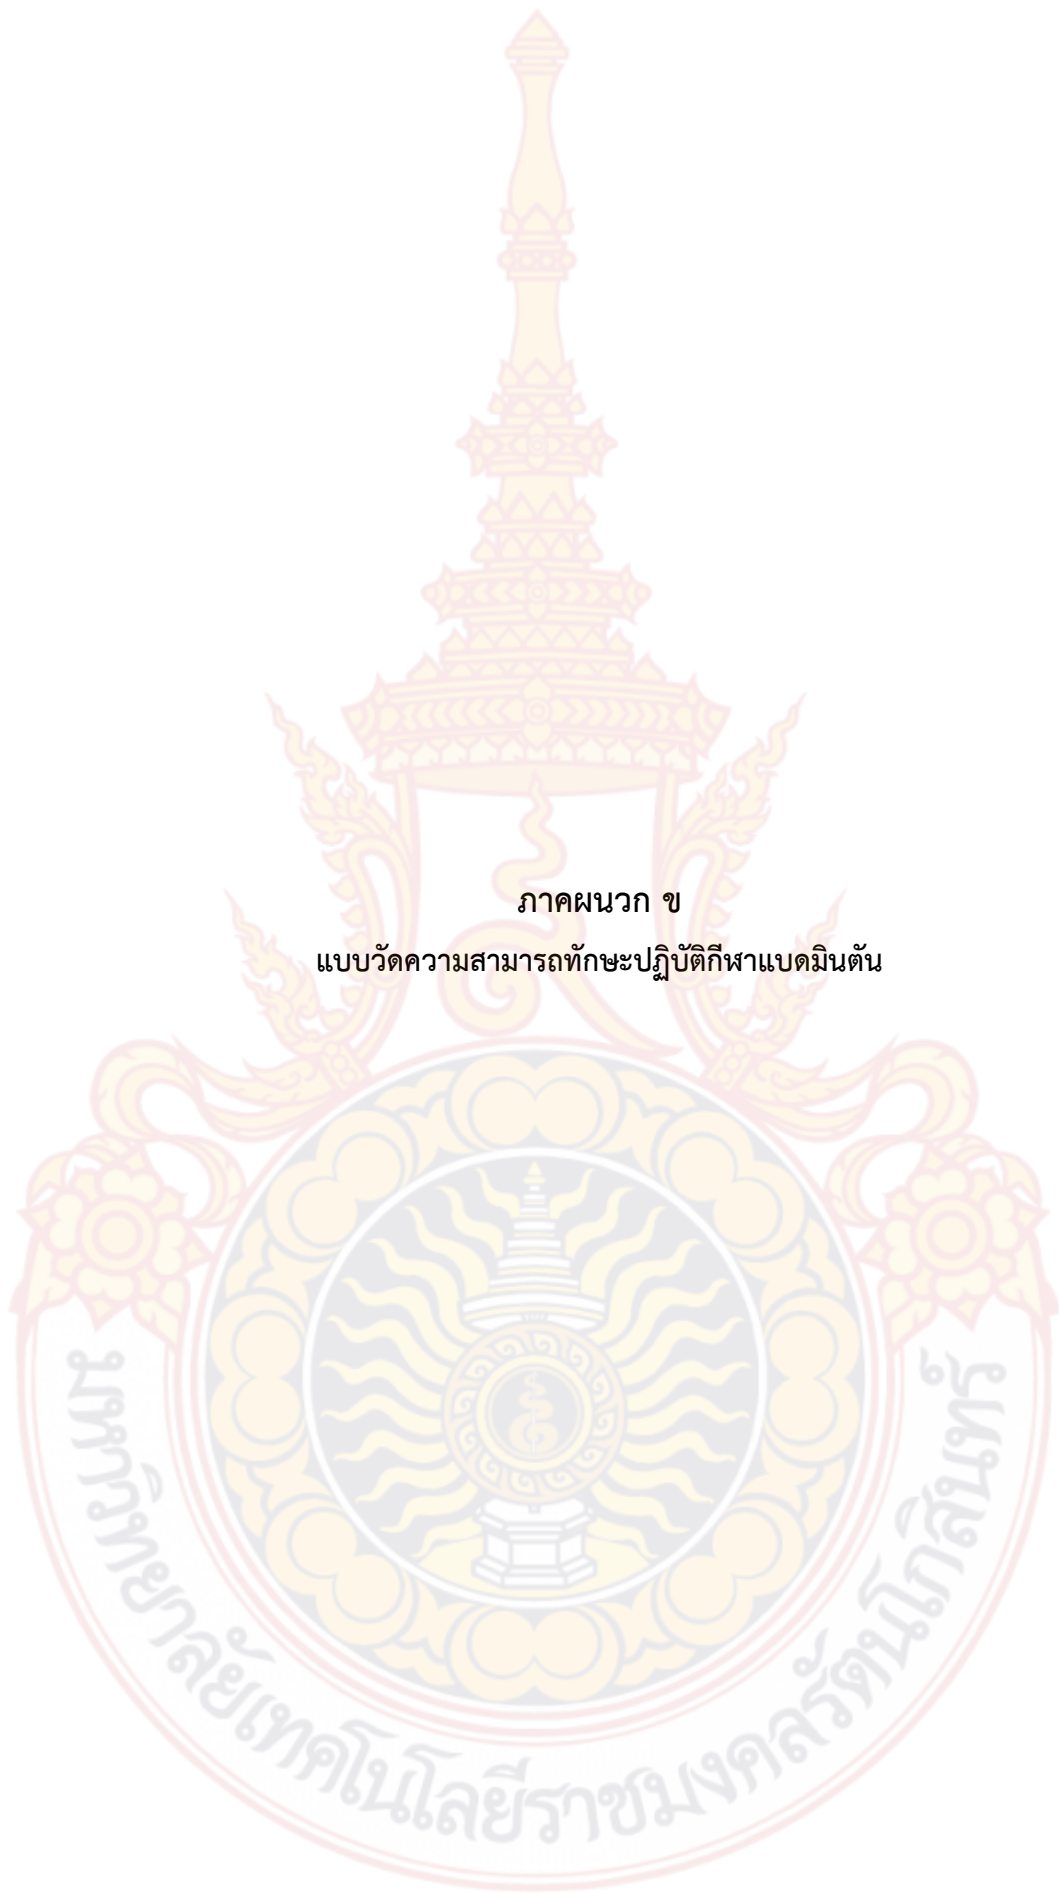 ภาคผนวก ข
แบบวัดความสามารถทักษะปฏิบัติกีฬาแบดมินตัน
มหาวิทยาลัยเทคโนโลยีราชมงคลรัตนโกสินทร์